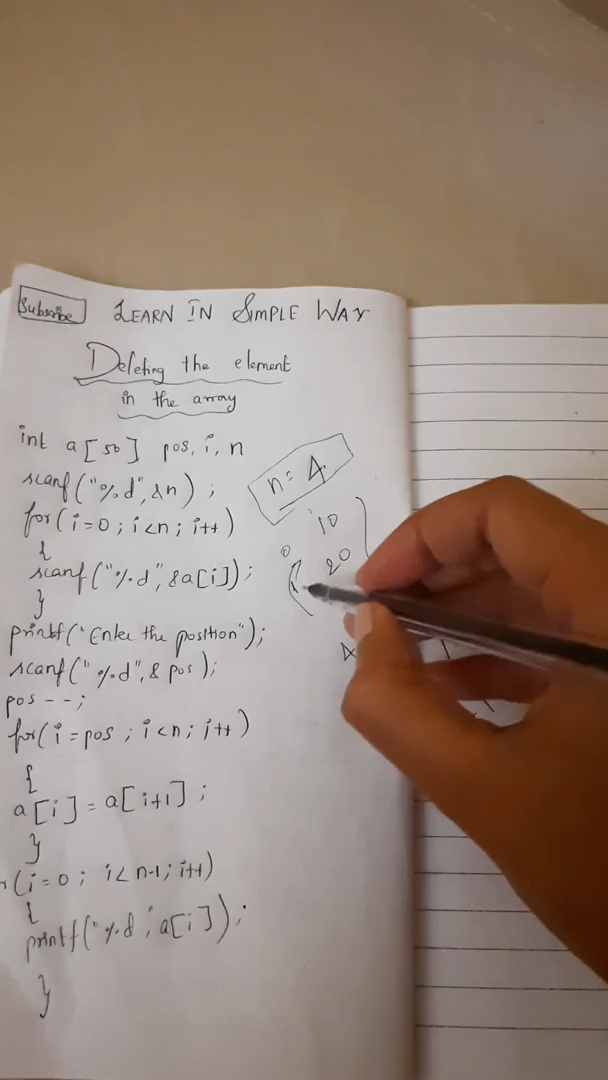 Subscribe
LEARN IN SIMPLE WAY
Deleting the element
in the array
int a[50] pos, i, n
scanf("%d",&n) ;
for(i=0 ; i<n ; i++)
{
scanf("%d",&a[i]);
}
printf("Enter the position");
scanf("%d",& pos);
pos--;
for(i=pos ; i<n ; i++)
{
a[i]=a[i+1] ;
}
r(i=0 ; i<n-1; i++)
{
printf("%d",a[i]);
}
n=4
10
0
20